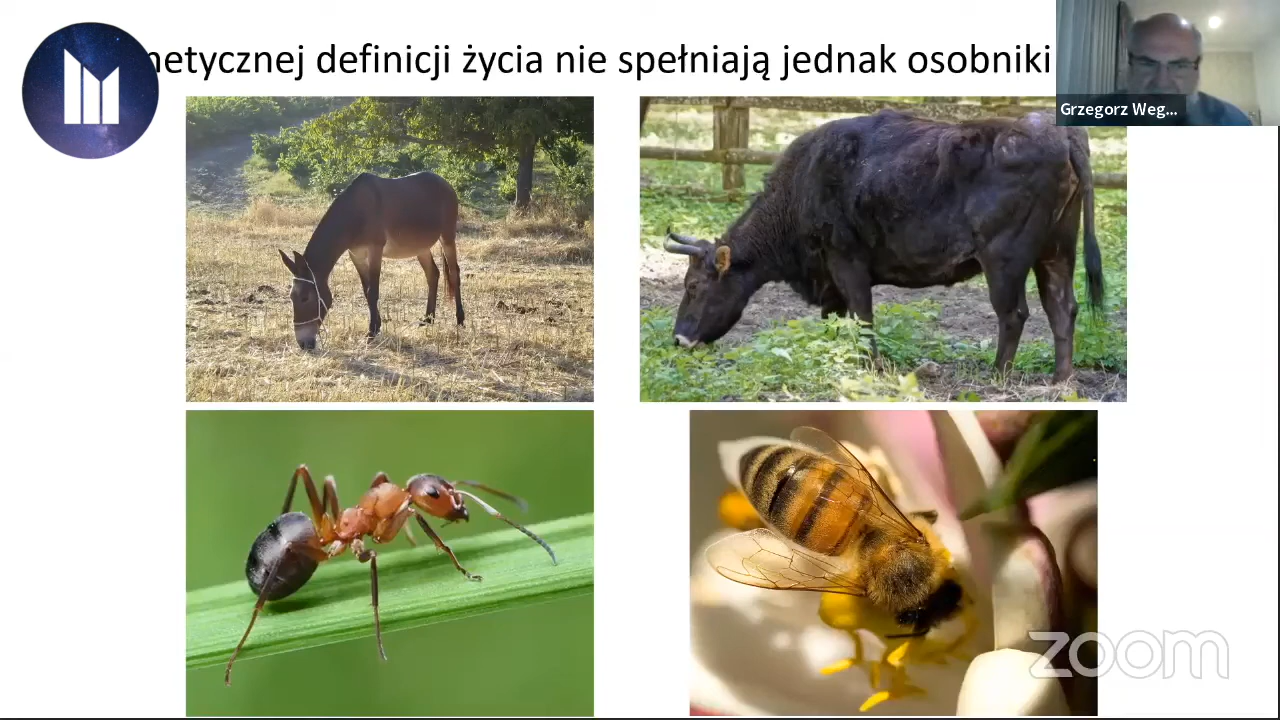 netycznej definicji życia nie spełniają jednak osobniki
Grzegorz Weg...
zoom